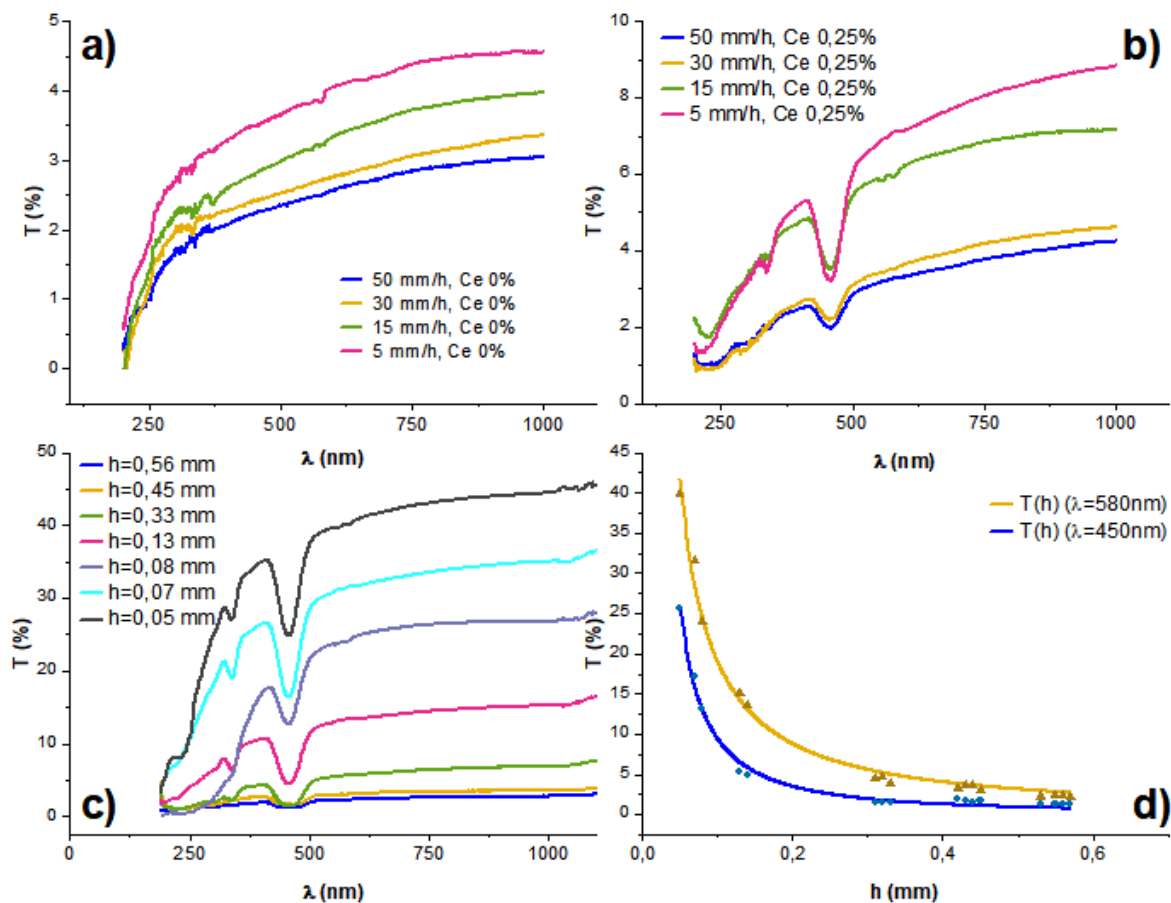 a)
T (%)
5
4
3
2
1
0
50 mm/h, Ce 0%
30 mm/h, Ce 0%
15 mm/h, Ce 0%
5 mm/h, Ce 0%
250 500 750 1000
λ (nm)
b)
T (%)
10
8
6
4
2
0
50 mm/h, Ce 0,25%
30 mm/h, Ce 0,25%
15 mm/h, Ce 0,25%
5 mm/h, Ce 0,25%
250 500 750 1000
λ (nm)
c)
T (%)
50
40
30
20
10
0
h=0,56 mm
h=0,45 mm
h=0,33 mm
h=0,13 mm
h=0,08 mm
h=0,07 mm
h=0,05 mm
0 250 500 750 1000
λ (nm)
d)
T (%)
45
40
35
30
25
20
15
10
5
0
T(h) (λ=580nm)
T(h) (λ=450nm)
0,0 0,2 0,4 0,6
h (mm)